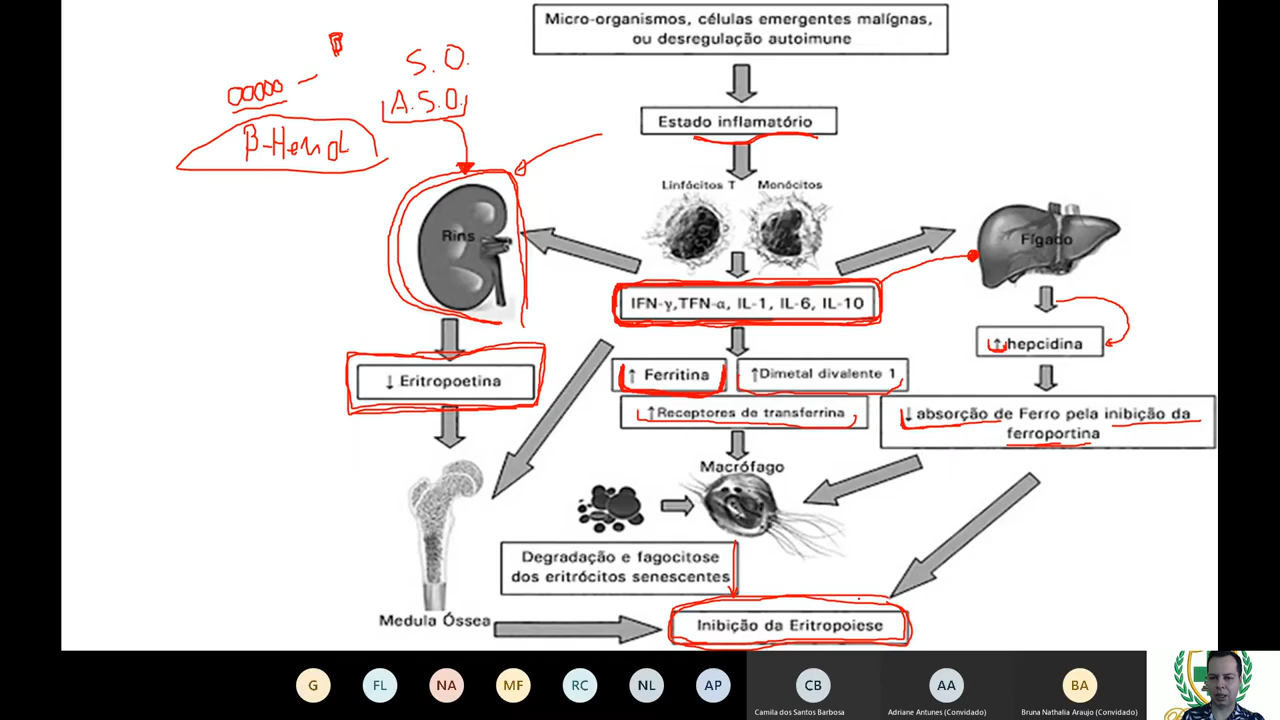 Micro-organismos, células emergentes malígnas,
ou desregulação autoimune
S.O.
A.S.O.
β-Hemol
Estado inflamatório
Linfócitos T
Monócitos
Rins
Fígado
IFN-γ,TFN-α, IL-1, IL-6, IL-10
↑ hepcidina
↓ Eritropoetina
↑ Ferritina
↑Dimetal divalente 1
↑Receptores de transferrina
↓ absorção de Ferro pela inibição da
ferroportina
Macrófago
Degradação e fagocitose
dos eritrócitos senescentes
Medula Óssea
Inibição da Eritropoiese
G
FL
NA
MF
RC
NL
AP
CB
AA
BA
Camila dos Santos Barbosa
Adriane Antunes (Convidado)
Bruna Nathalia Araujo (Convidado)